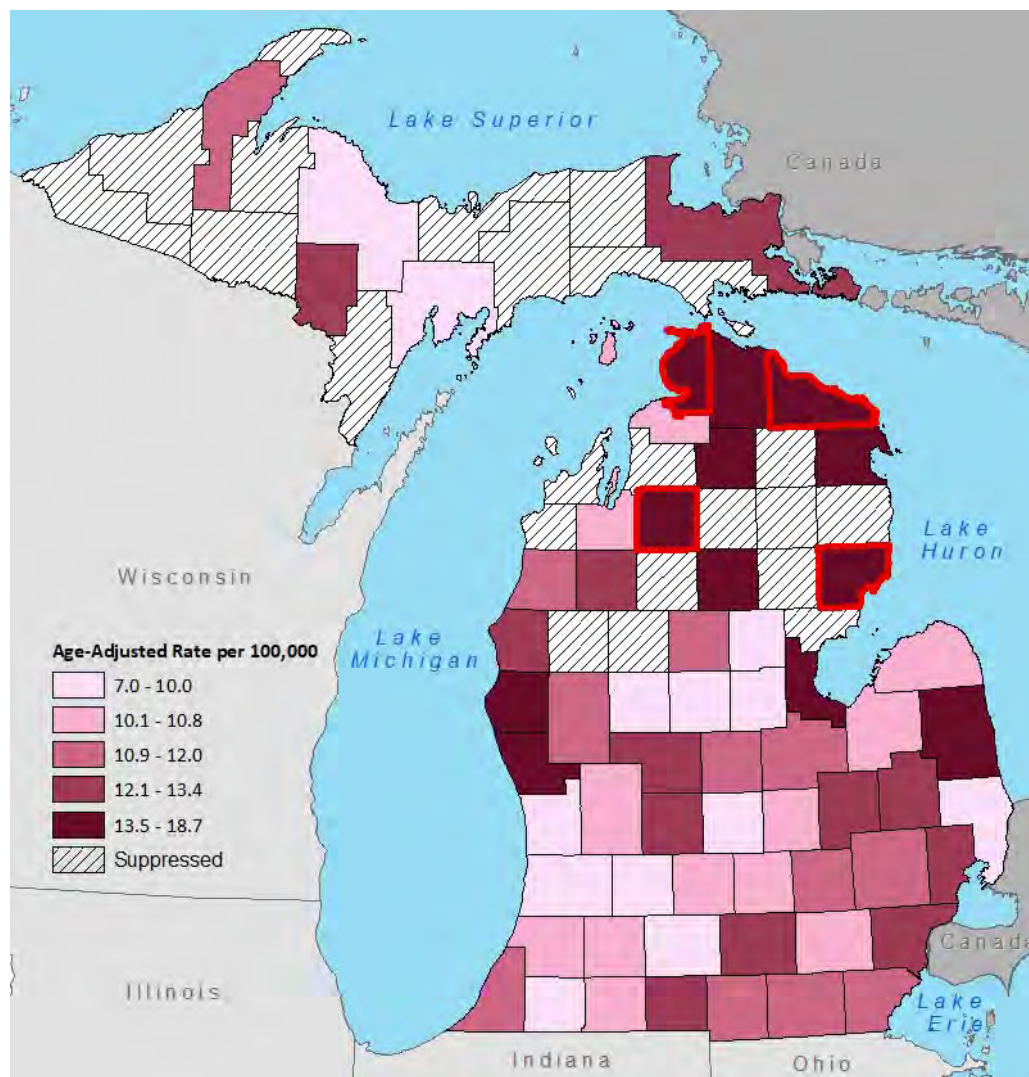 Lake Superior
Canada
Lake
Huron
Wisconsin
Lake
Michigan
Age-Adjusted Rate per 100,000
7.0 - 10.0
10.1 - 10.8
10.9 - 12.0
12.1 - 13.4
13.5 - 18.7
Suppressed
Canada
Illinois
Lake
Erie
Indiana
Ohio